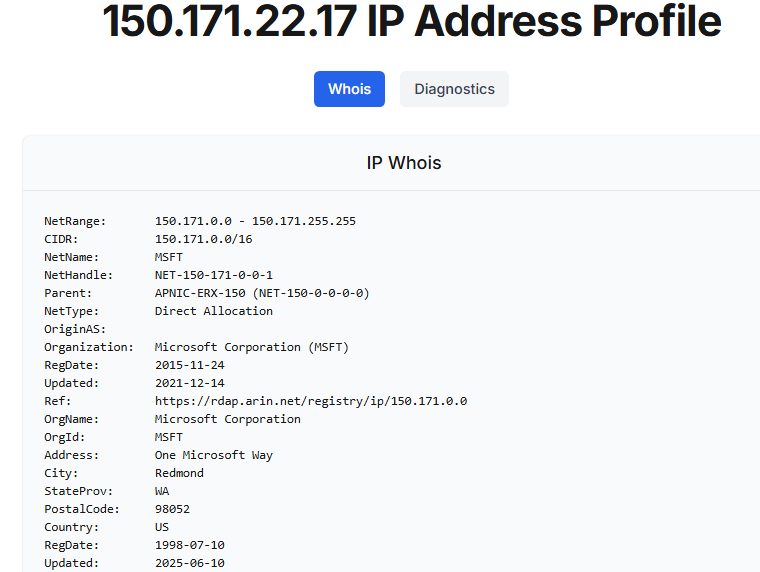 150.171.22.17 IP Address Profile
Whois Diagnostics
IP Whois
NetRange: 150.171.0.0 - 150.171.255.255
CIDR: 150.171.0.0/16
NetName: MSFT
NetHandle: NET-150-171-0-0-1
Parent: APNIC-ERX-150 (NET-150-0-0-0-0)
NetType: Direct Allocation
OriginAS:
Organization: Microsoft Corporation (MSFT)
RegDate: 2015-11-24
Updated: 2021-12-14
Ref: https://rdap.arin.net/registry/ip/150.171.0.0
OrgName: Microsoft Corporation
OrgId: MSFT
Address: One Microsoft Way
City: Redmond
StateProv: WA
PostalCode: 98052
Country: US
RegDate: 1998-07-10
Updated: 2025-06-10